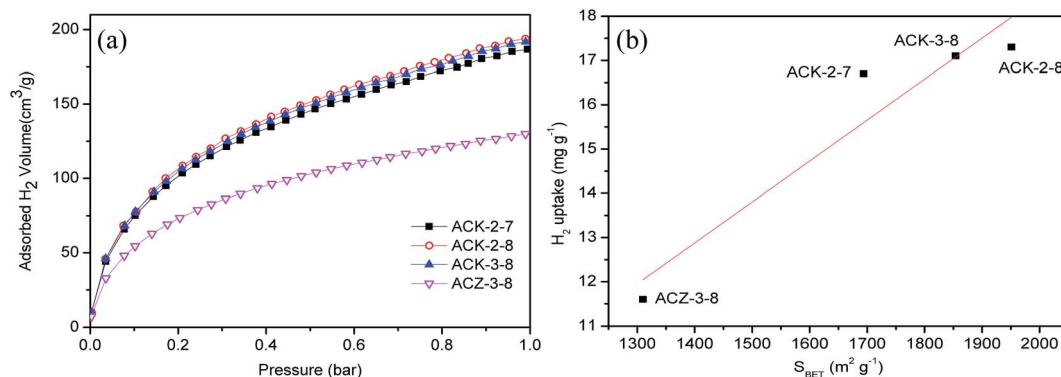 (a)
Adsorbed H2 Volume(cm3/g)
200
150
100
50
0
0.0 0.2 0.4 0.6 0.8 1.0
Pressure (bar)
ACK-2-7
ACK-2-8
ACK-3-8
ACZ-3-8
(b)
H2 uptake (mg g-1)
18
17
16
15
14
13
12
11
ACK-3-8
ACK-2-7
ACK-2-8
ACZ-3-8
1300 1400 1500 1600 1700 1800 1900 2000
SBET (m2 g-1)